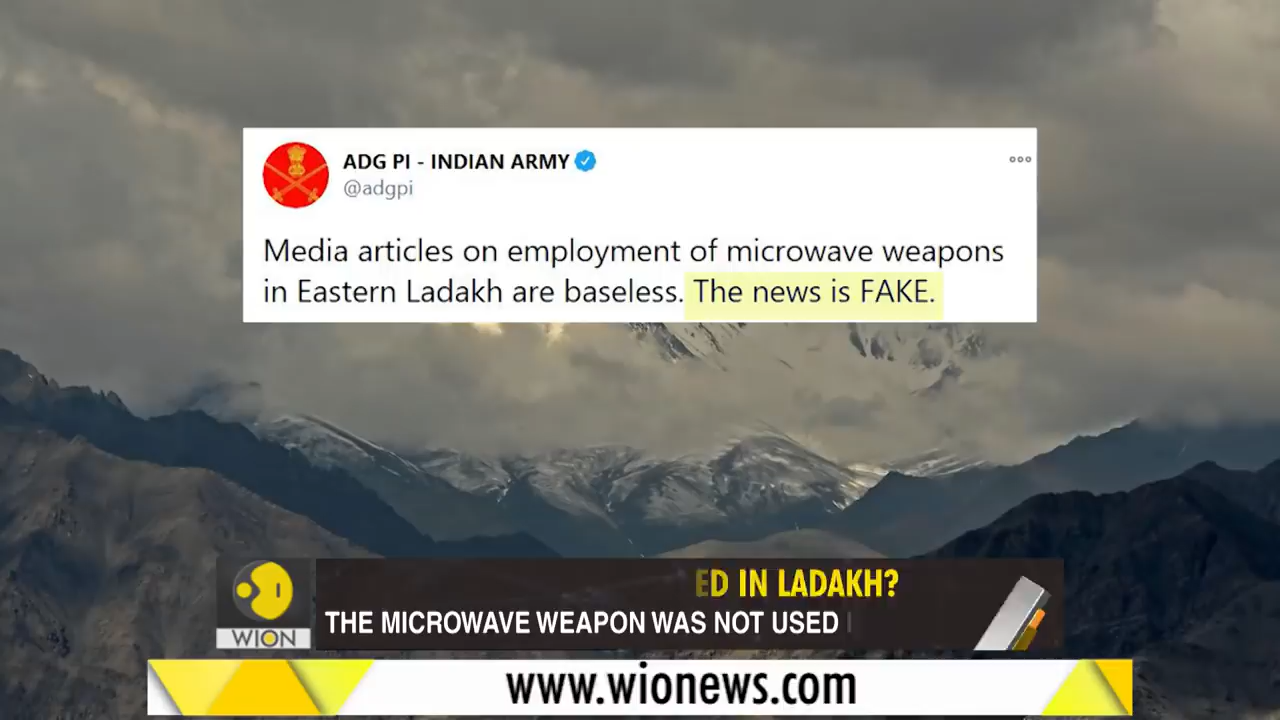 ADG PI - INDIAN ARMY
@adgpi
Media articles on employment of microwave weapons
in Eastern Ladakh are baseless. The news is FAKE.
ED IN LADAKH?
THE MICROWAVE WEAPON WAS NOT USED
WION
www.wionews.com